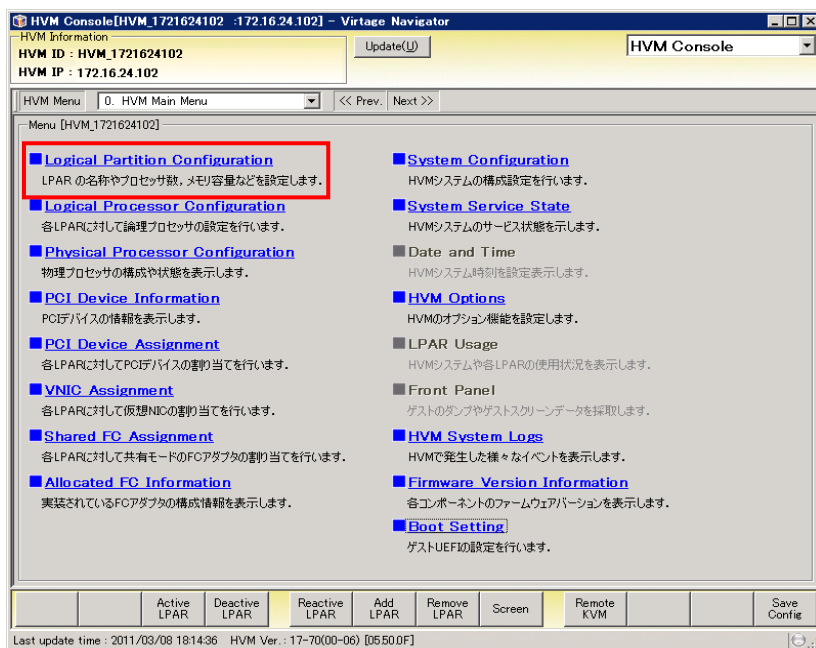 HVM Console[HVM_1721624102 :172.16.24.102] - Virtage Navigator
HVM Information
HVM ID : HVM_1721624102
HVM IP : 172.16.24.102
Update(U)
HVM Console
HVM Menu
0. HVM Main Menu
<< Prev.
Next >>
Menu [HVM_1721624102]
Logical Partition Configuration
LPAR の名称やプロセッサ数, メモリ容量などを設定します.
Logical Processor Configuration
各LPARに対して論理プロセッサの設定を行います.
Physical Processor Configuration
物理プロセッサの構成や状態を表示します.
PCI Device Information
PCIデバイスの情報を表示します.
PCI Device Assignment
各LPARに対してPCIデバイスの割り当てを行います.
VNIC Assignment
各LPARに対して仮想NICの割り当てを行います.
Shared FC Assignment
各LPARに対して共有モードのFCアダプタの割り当てを行います.
Allocated FC Information
実装されているFCアダプタの構成情報を表示します.
System Configuration
HVMシステムの構成設定を行います.
System Service State
HVMシステムのサービス状態を示します.
Date and Time
HVMシステム時刻を設定表示します.
HVM Options
HVMのオプション機能を設定します.
LPAR Usage
HVMシステムや各LPARの使用状況を表示します.
Front Panel
ゲストのダンプやゲストスクリーンデータを採取します.
HVM System Logs
HVMで発生した様々なイベントを表示します.
Firmware Version Information
各コンポーネントのファームウェアバージョンを表示します.
Boot Setting
ゲストUEFIの設定を行います.
Active LPAR
Deactive LPAR
Reactive LPAR
Add LPAR
Remove LPAR
Screen
Remote KVM
Save Config
Last update time : 2011/03/08 18:14:36 HVM Ver. : 17-70(00-06) [05.50.0F]